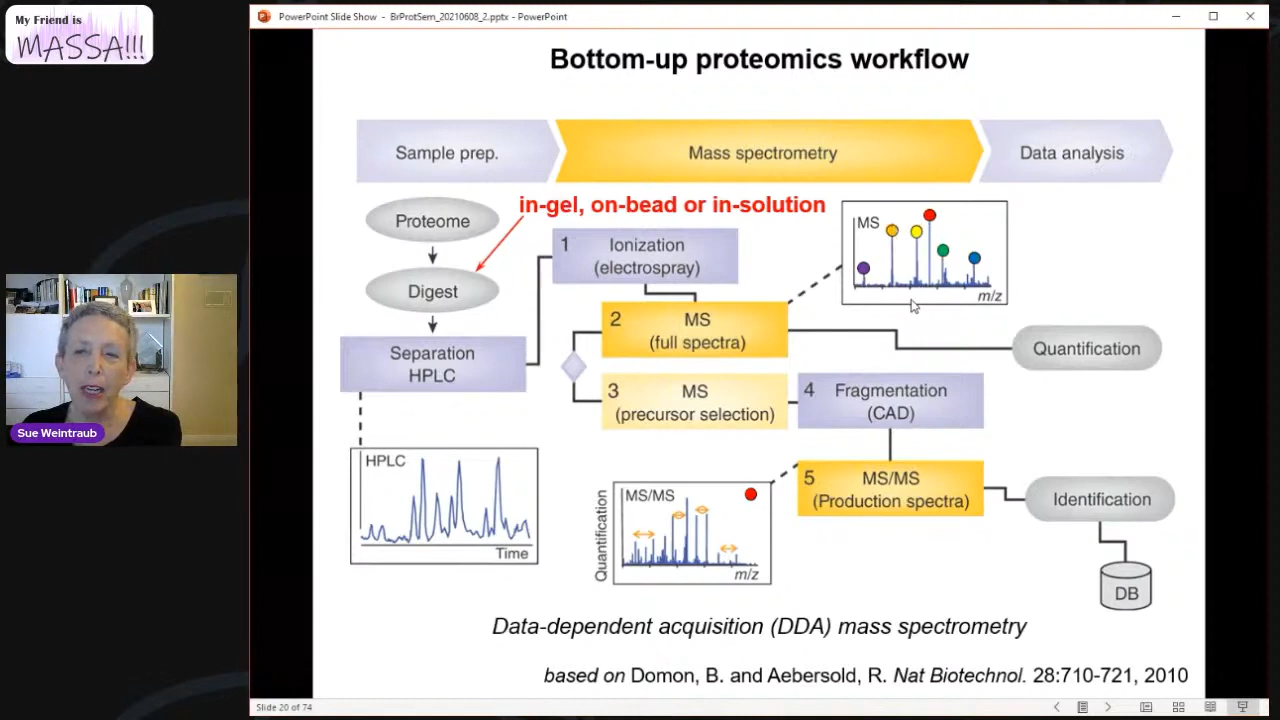 My Friend is
MASSA!!!
PowerPoint Slide Show - BrProtSem_20210608_2.pptx - PowerPoint
Bottom-up proteomics workflow
Sample prep.
Mass spectrometry
Data analysis
Proteome
in-gel, on-bead or in-solution
Digest
Separation
HPLC
HPLC
Time
1
Ionization
(electrospray)
2
MS
(full spectra)
MS
m/z
Quantification
3
MS
(precursor selection)
4
Fragmentation
(CAD)
5
MS/MS
(Production spectra)
Quantification
MS/MS
m/z
Identification
DB
Sue Weintraub
Data-dependent acquisition (DDA) mass spectrometry
based on Domon, B. and Aebersold, R. Nat Biotechnol. 28:710-721, 2010
Slide 20 of 74